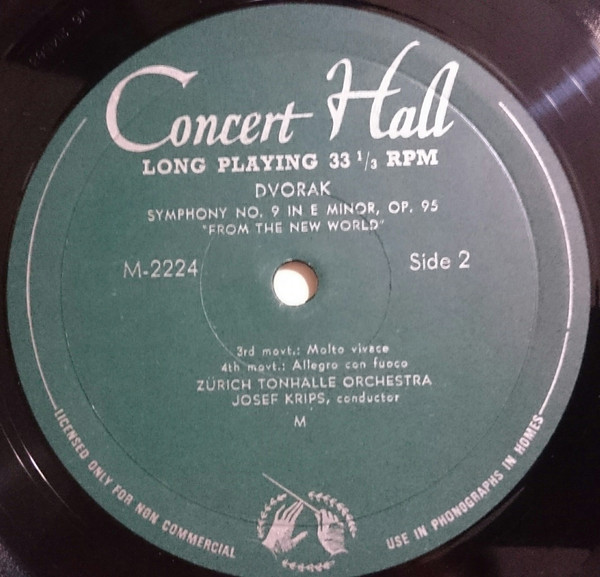 Concert Hall
LONG PLAYING 33 1/3 RPM
DVORAK
SYMPHONY NO. 9 IN E MINOR, OP. 95
"FROM THE NEW WORLD"
M-2224
Side 2
3rd movt.: Molto vivace
4th movt.: Allegro con fuoco
ZÜRICH TONHALLE ORCHESTRA
JOSEF KRIPS, conductor
M
LICENSED ONLY FOR NON COMMERCIAL
USE IN PHONOGRAPHS IN HOMES